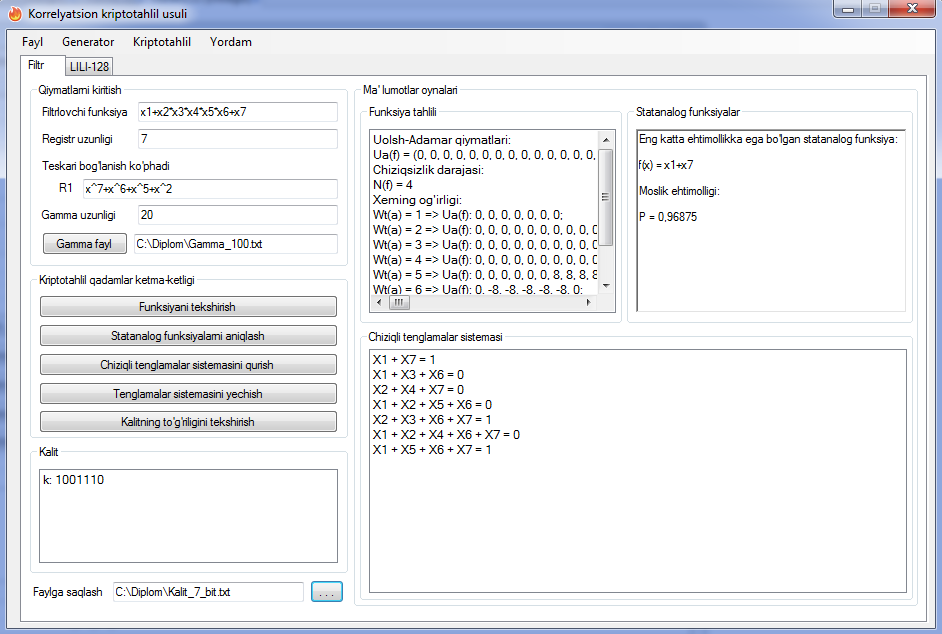 Korrelyatsion kriptotahlil usuli
Fayl Generator Kriptotahlil Yordam
Filtr LILI-128
Qiymatlarni kiritish
Filtrlovchi funksiya x1+x2*x3*x4*x5*x6+x7
Registr uzunligi 7
Teskari bog'lanish ko'phadi
R1 x^7+x^6+x^5+x^2
Gamma uzunligi 20
Gamma fayl C:\Diplom\Gamma_100.txt
Kriptotahlil qadamlar ketma-ketligi
Funksiyani tekshirish
Statanalog funksiyalarni aniqlash
Chiziqli tenglamalar sistemasini qurish
Tenglamalar sistemasini yechish
Kalitning to'g'riligini tekshirish
Kalit
k: 1001110
Faylga saqlash C:\Diplom\Kalit_7_bit.txt ...
Ma'lumotlar oynalari
Funksiya tahlili
Uolsh-Adamar qiymatlari:
Ua(f) = (0, 0, 0, 0, 0, 0, 0, 0, 0, 0, 0, 0, 0, 0,
Chiziqsizlik darajasi:
N(f) = 4
Xeming og'irligi:
Wt(a) = 1 => Ua(f): 0, 0, 0, 0, 0, 0, 0;
Wt(a) = 2 => Ua(f): 0, 0, 0, 0, 0, 0, 0, 0, 0, 0
Wt(a) = 3 => Ua(f): 0, 0, 0, 0, 0, 0, 0, 0, 0, 0
Wt(a) = 4 => Ua(f): 0, 0, 0, 0, 0, 0, 0, 0, 0, 0
Wt(a) = 5 => Ua(f): 0, 0, 0, 0, 0, 0, 8, 8, 8, 8
Wt(a) = 6 => Ua(f): 0, -8, -8, -8, -8, -8, 0;
Statanalog funksiyalar
Eng katta ehtimollikka ega bo'lgan statanalog funksiya:
f(x) = x1+x7
Moslik ehtimolligi:
P = 0,96875
Chiziqli tenglamalar sistemasi
X1 + X7 = 1
X1 + X3 + X6 = 0
X2 + X4 + X7 = 0
X1 + X2 + X5 + X6 = 0
X2 + X3 + X6 + X7 = 1
X1 + X2 + X4 + X6 + X7 = 0
X1 + X5 + X6 + X7 = 1